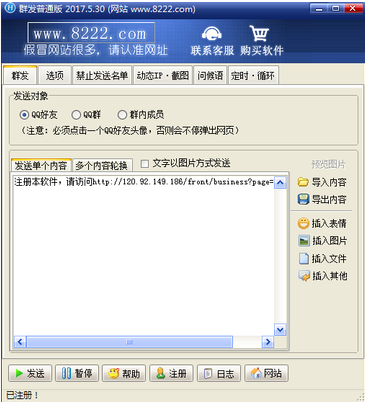 群发普通版 2017.5.30 (网站 www.8222.com)
www.8222.com
假冒网站很多，请认准网址
联系客服 购买软件
群发 选项 禁止发送名单 动态IP·截图 问候语 定时·循环
发送对象
QQ好友 QQ群 群内成员
(注意：必须点击一个QQ好友头像，否则会不停弹出网页)
发送单个内容 多个内容轮换 文字以图片方式发送 预览图片
注册本软件，请访问http://120.92.149.186/front/business?page=
导入内容
导出内容
插入表情
插入图片
插入文件
插入其他
发送 暂停 帮助 注册 日志 网站
已注册！